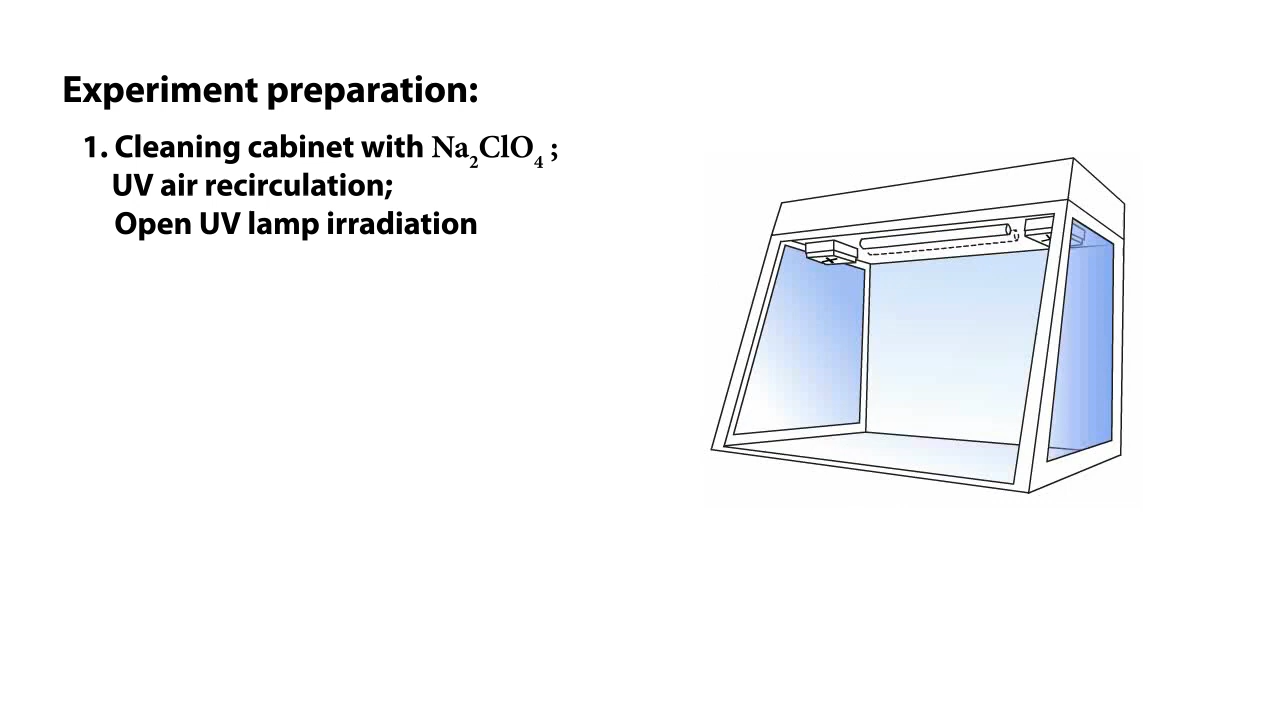 Experiment preparation:
1. Cleaning cabinet with Na₂ClO₄ ;
UV air recirculation;
Open UV lamp irradiation